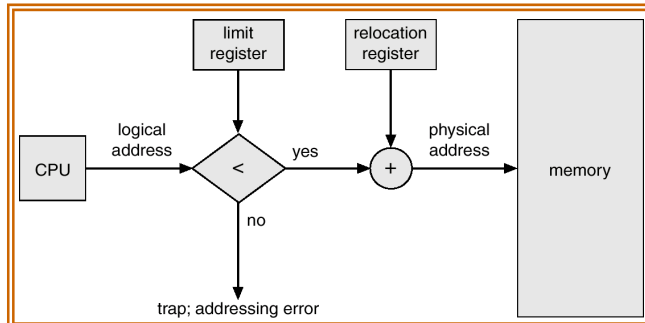 limit
register
relocation
register
logical
address
yes
physical
address
CPU
<
+
memory
no
trap; addressing error